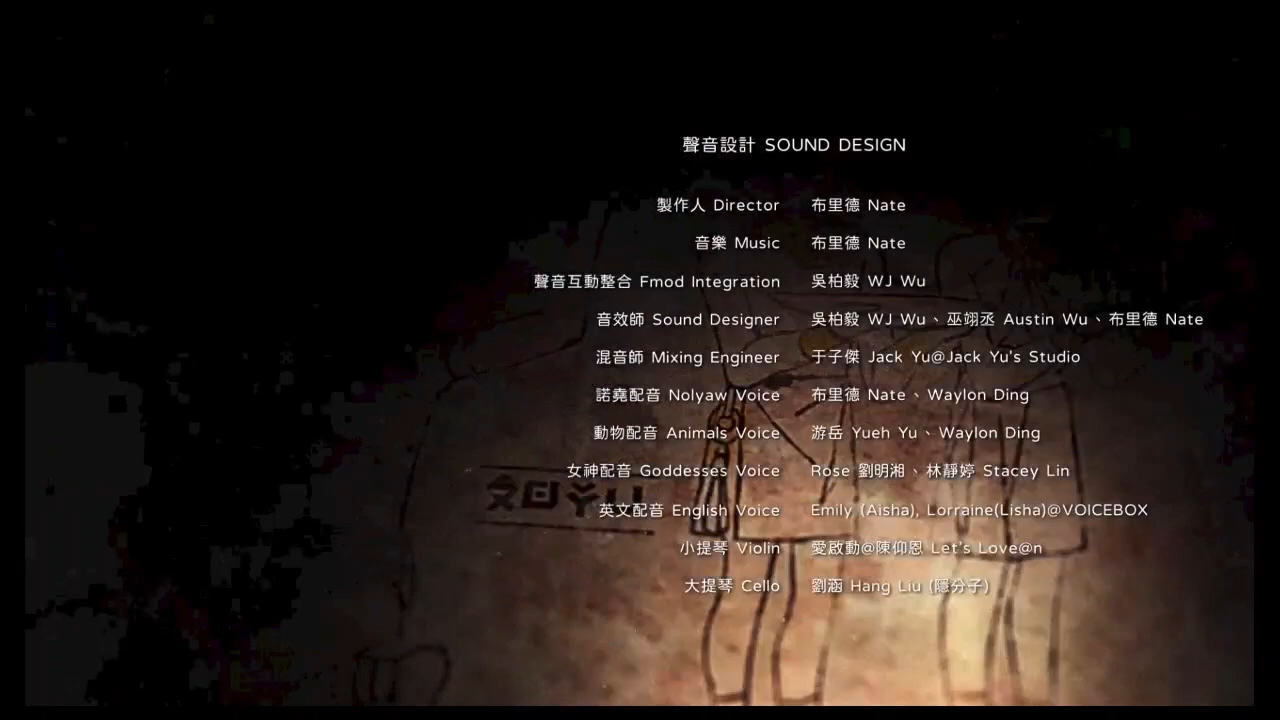 聲音設計 SOUND DESIGN
製作人 Director 布里德 Nate
音樂 Music 布里德 Nate
聲音互動整合 Fmod Integration 吳柏毅 WJ Wu
音效師 Sound Designer 吳柏毅 WJ Wu、巫翊丞 Austin Wu、布里德 Nate
混音師 Mixing Engineer 于子傑 Jack Yu@Jack Yu's Studio
諾堯配音 Nolyaw Voice 布里德 Nate、Waylon Ding
動物配音 Animals Voice 游岳 Yueh Yu、Waylon Ding
女神配音 Goddesses Voice Rose 劉明湘、林靜婷 Stacey Lin
英文配音 English Voice Emily (Aisha), Lorraine(Lisha)@VOICEBOX
小提琴 Violin 愛啟動@陳仰恩 Let's Love@n
大提琴 Cello 劉涵 Hang Liu (隱分子)